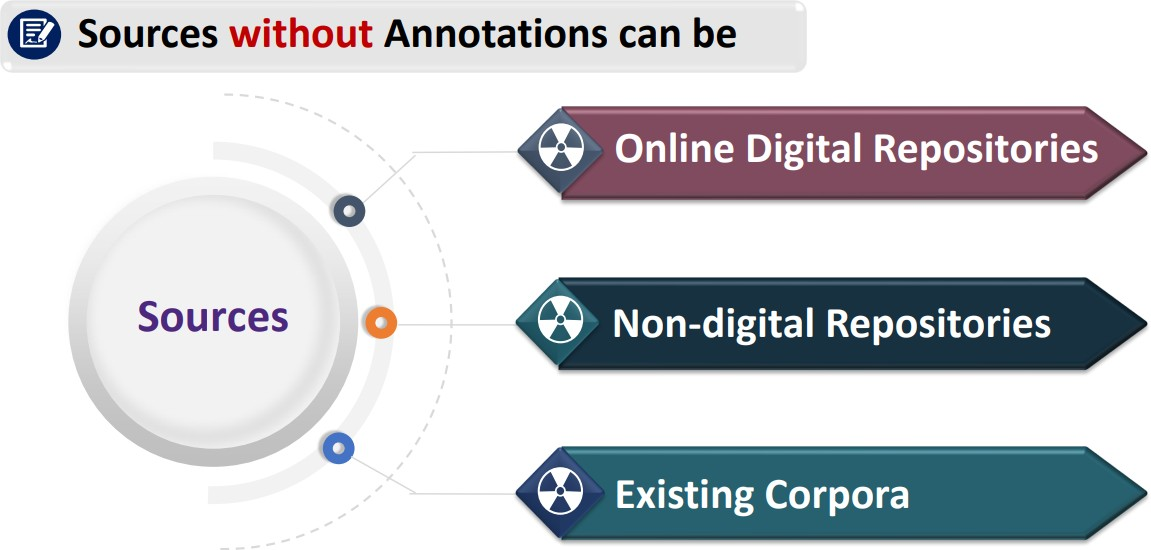 Sources without Annotations can be
Online Digital Repositories
Sources
Non-digital Repositories
Existing Corpora